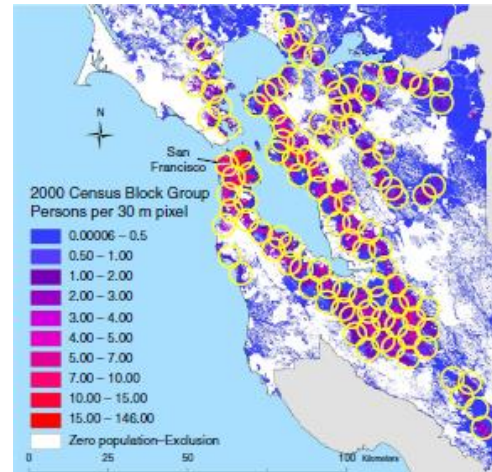 N
San
Francisco
2000 Census Block Group
Persons per 30 m pixel
0.00006 – 0.5
0.50 – 1.00
1.00 – 2.00
2.00 – 3.00
3.00 – 4.00
4.00 – 5.00
5.00 – 7.00
7.00 – 10.00
10.00 – 15.00
15.00 – 146.00
Zero population–Exclusion
0 50 100 Kilometers